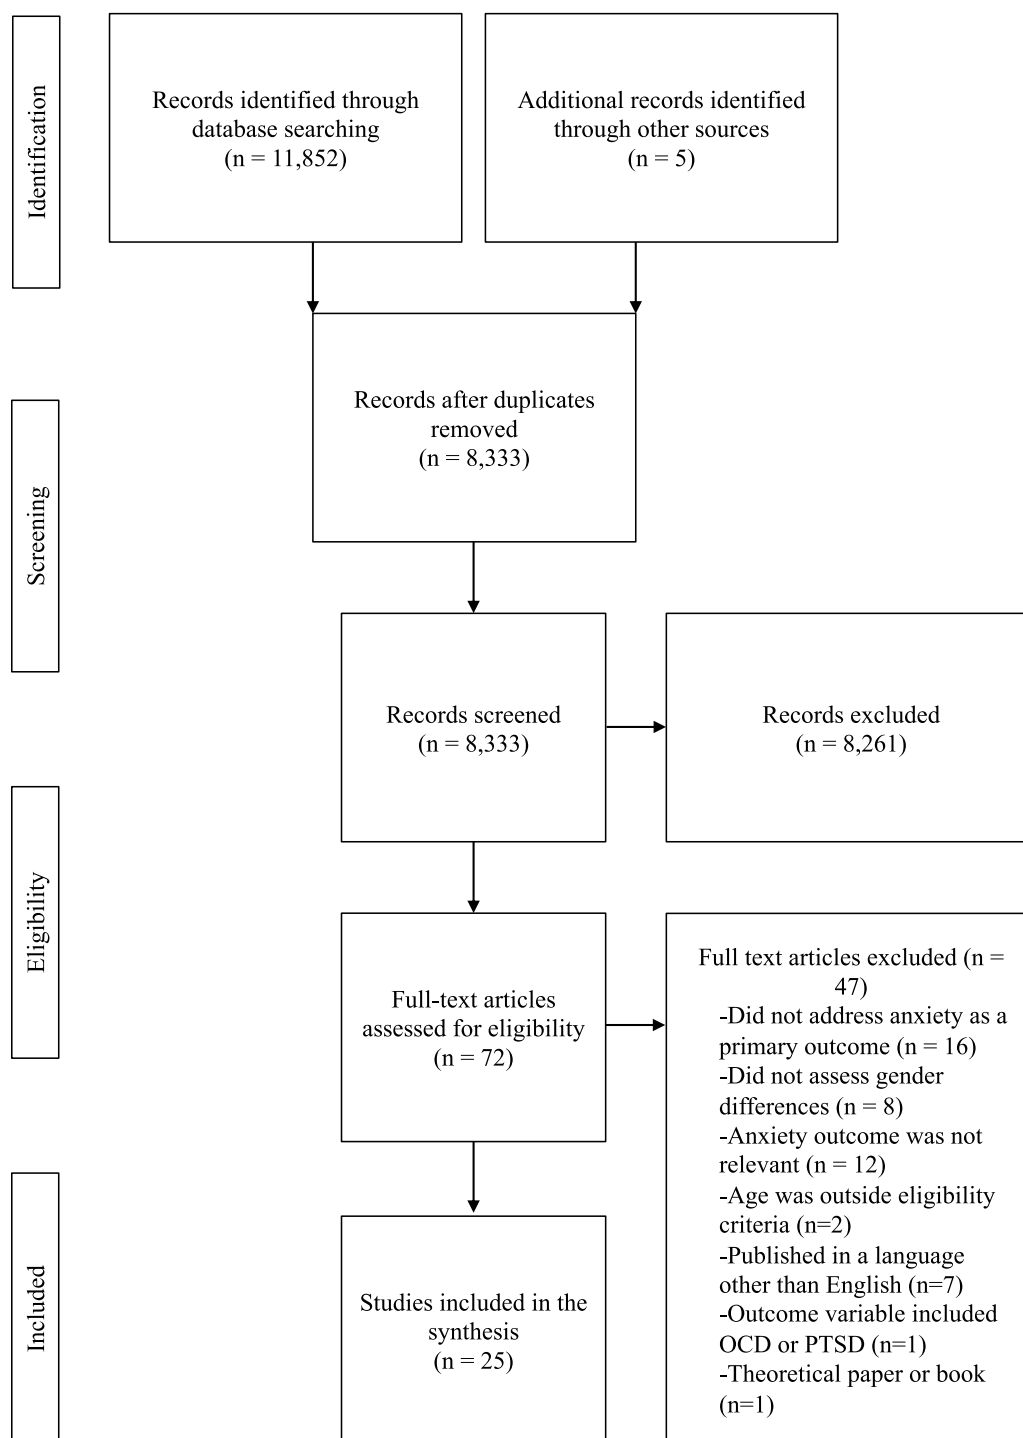 Identification
Records identified through
database searching
(n = 11,852)
Additional records identified
through other sources
(n = 5)
Screening
Records after duplicates
removed
(n = 8,333)
Records screened
(n = 8,333)
Records excluded
(n = 8,261)
Eligibility
Full-text articles
assessed for eligibility
(n = 72)
Full text articles excluded (n =
47)
-Did not address anxiety as a
primary outcome (n = 16)
-Did not assess gender
differences (n = 8)
-Anxiety outcome was not
relevant (n = 12)
-Age was outside eligibility
criteria (n=2)
-Published in a language
other than English (n=7)
-Outcome variable included
OCD or PTSD (n=1)
-Theoretical paper or book
(n=1)
Included
Studies included in the
synthesis
(n = 25)